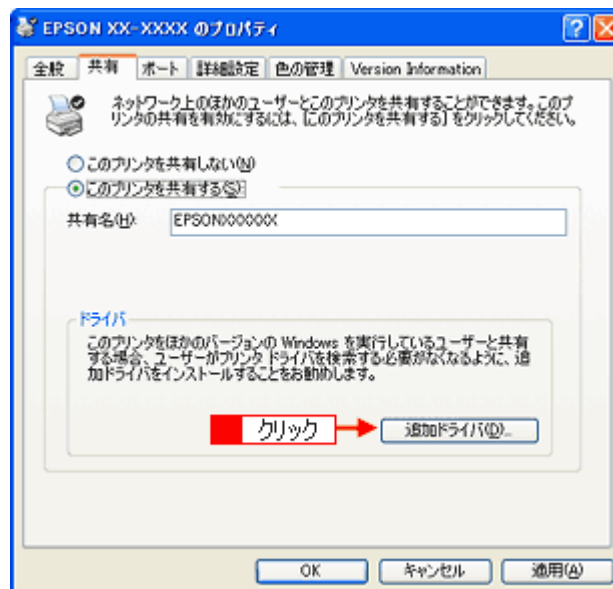 EPSON XX-XXXX のプロパティ
全般 共有 ポート 詳細設定 色の管理 Version Information
ネットワーク上のほかのユーザーとこのプリンタを共有することができます。このプ
リンタの共有を有効にするには、[このプリンタを共有する] をクリックしてください。
このプリンタを共有しない(N)
このプリンタを共有する(S)
共有名(H): EPSONXXXXXX
ドライバ
このプリンタをほかのバージョンの Windows を実行しているユーザーと共有
する場合、ユーザーがプリンタ ドライバを検索する必要がなくなるように、追
加ドライバをインストールすることをお勧めします。
クリック 追加ドライバ(D)...
OK キャンセル 適用(A)